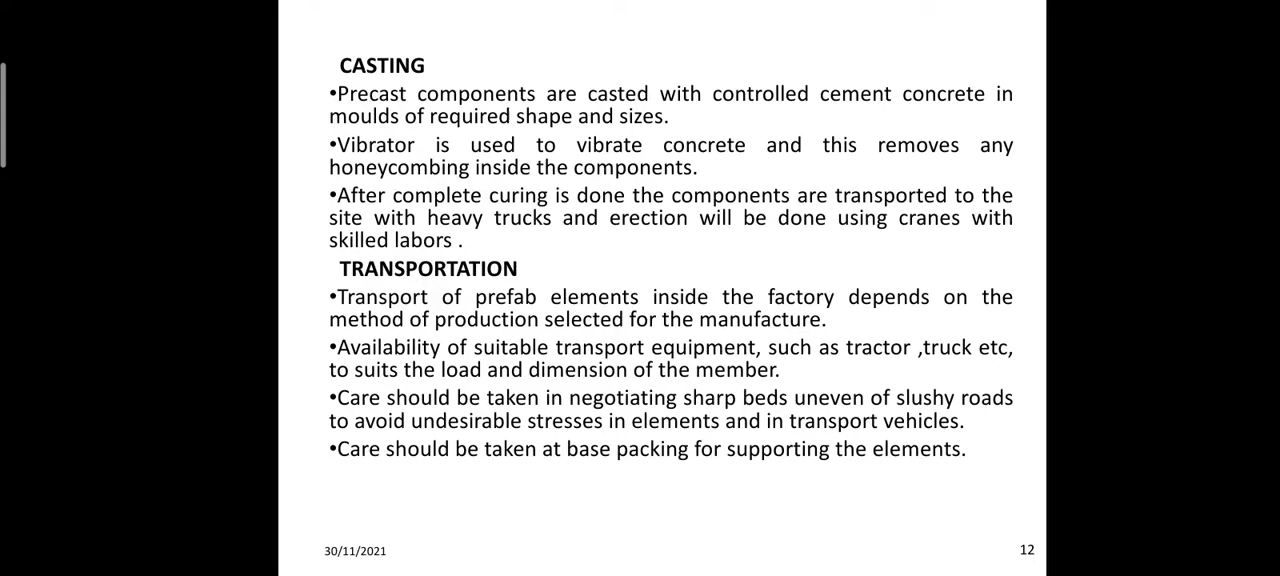 CASTING
•Precast components are casted with controlled cement concrete in
moulds of required shape and sizes.
•Vibrator is used to vibrate concrete and this removes any
honeycombing inside the components.
•After complete curing is done the components are transported to the
site with heavy trucks and erection will be done using cranes with
skilled labors .
TRANSPORTATION
•Transport of prefab elements inside the factory depends on the
method of production selected for the manufacture.
•Availability of suitable transport equipment, such as tractor ,truck etc,
to suits the load and dimension of the member.
•Care should be taken in negotiating sharp beds uneven of slushy roads
to avoid undesirable stresses in elements and in transport vehicles.
•Care should be taken at base packing for supporting the elements.
30/11/2021
12